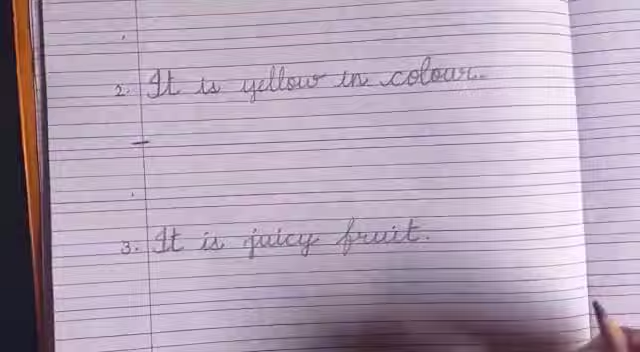 2. It is yellow in colour.
3. It is juicy fruit.